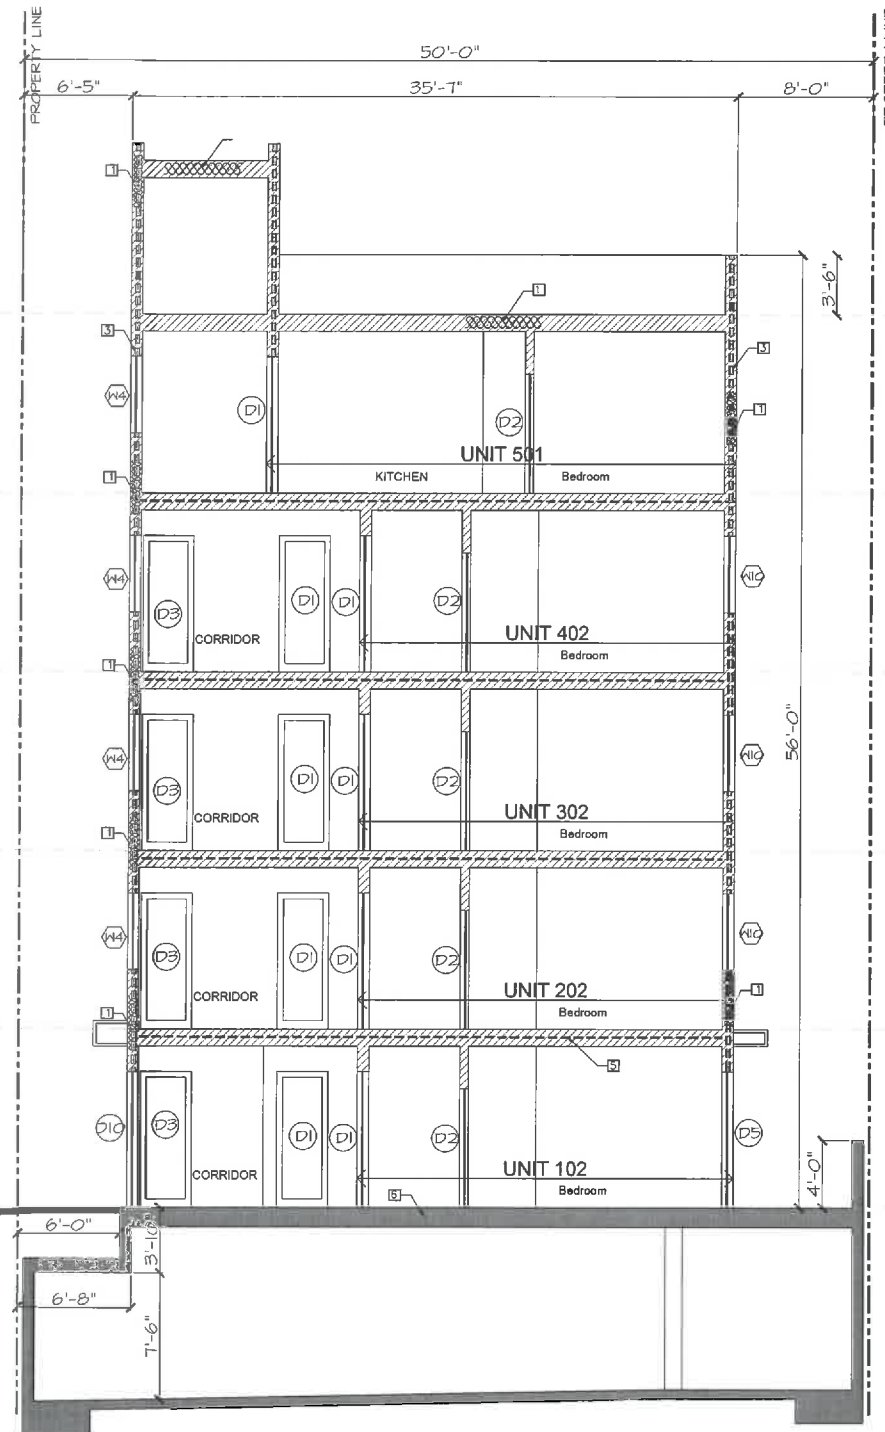 PROPERTY LINE
50'-0"
6'-5"
35'-7"
8'-0"
1
1
3'-6"
3
3
W4
D1
D2
1
UNIT 501
1
KITCHEN
Bedroom
W4
D3
D1
D1
D2
W10
CORRIDOR
UNIT 402
Bedroom
1
W4
D3
D1
D1
D2
W10
56'-0"
CORRIDOR
UNIT 302
Bedroom
1
W4
D3
D1
D1
D2
W10
CORRIDOR
UNIT 202
1
Bedroom
1
5
D10
D3
D1
D1
D2
D5
CORRIDOR
UNIT 102
Bedroom
4'-0"
6
6'-0"
3'-10"
6'-8"
7'-6"